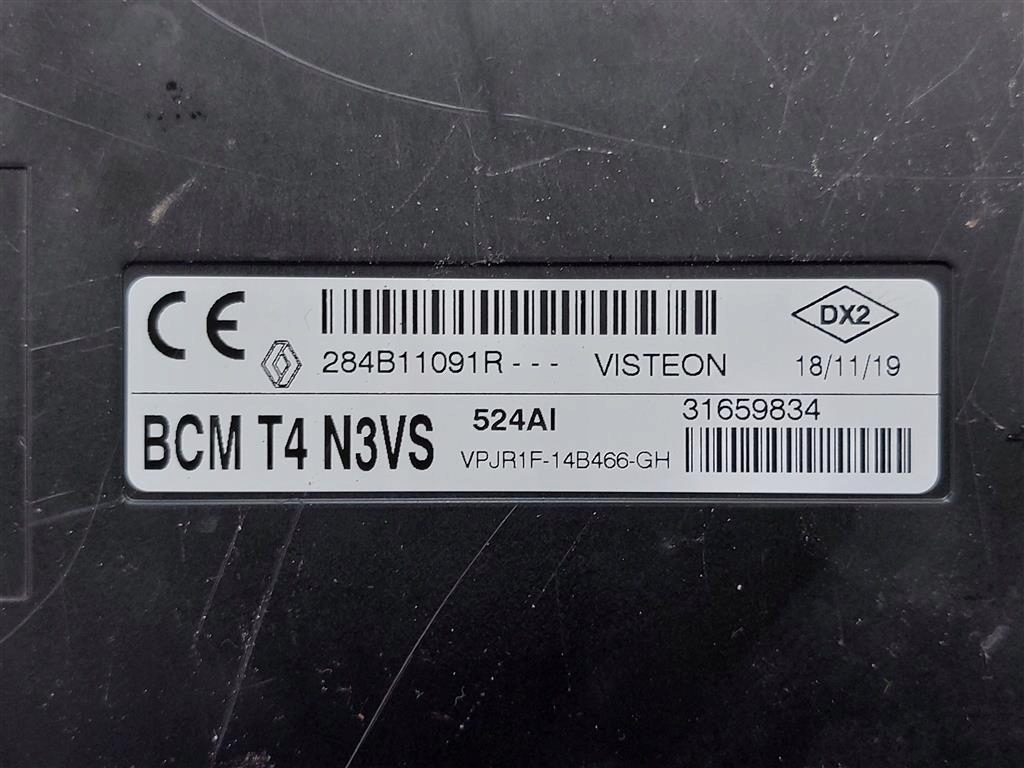 CE
284B11091R--- VISTEON
DX2
18/11/19
BCM T4 N3VS
524AI
VPJR1F-14B466-GH
31659834